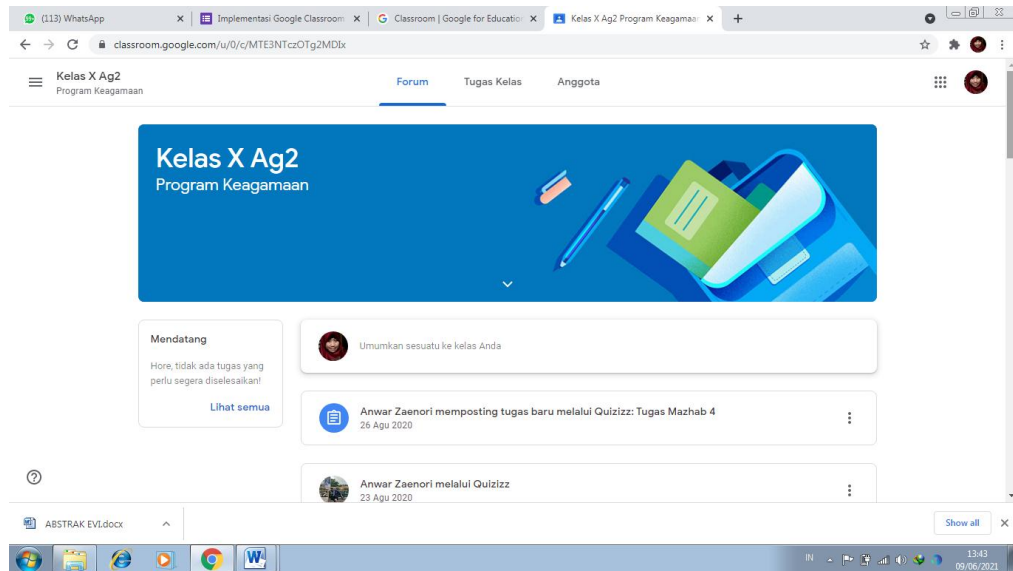 (113) WhatsApp
Implementasi Google Classroom
Classroom | Google for Education
Kelas X Ag2 Program Keagamaan
classroom.google.com/u/0/c/MTE3NTczOTg2MDIx
Kelas X Ag2
Program Keagamaan
Forum
Tugas Kelas
Anggota
Kelas X Ag2
Program Keagamaan
Mendatang
Hore, tidak ada tugas yang
perlu segera diselesaikan!
Lihat semua
Umumkan sesuatu ke kelas Anda
Anwar Zaenori memposting tugas baru melalui Quizizz: Tugas Mazhab 4
26 Agu 2020
Anwar Zaenori melalui Quizizz
23 Agu 2020
ABSTRAK EVI.docx
Show all
IN
13:43
09/06/2021